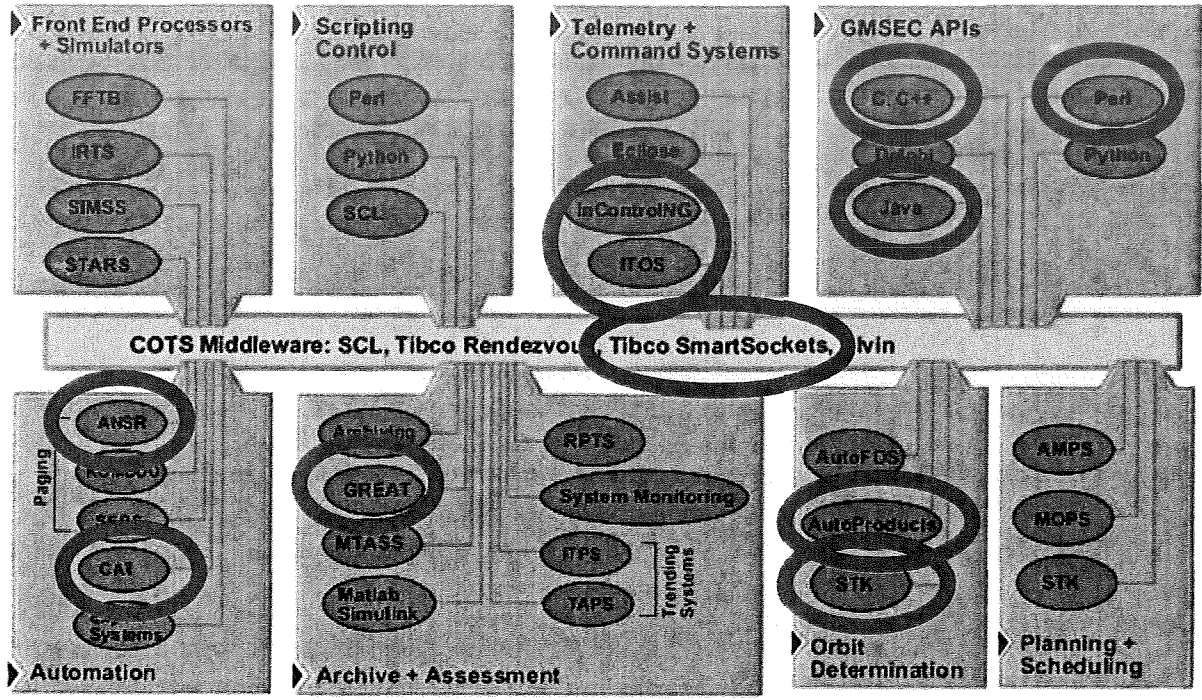 Front End Processors
+ Simulators
FFTB
IRTS
SIMSS
STARS
Scripting
Control
Perl
Python
SCL
Telemetry +
Command Systems
Assist
Eclipse
InControlNG
ITOS
GMSEC APIs
C, C++
Delphi
Java
Perl
Python
COTS Middleware: SCL, Tibco Rendezvous, Tibco SmartSockets, lvin
Paging
ANSR
CAT
Systems
Automation
Archiving
GREAT
MTASS
Matlab
Simulink
RPTS
System Monitoring
ITPS
TAPS
Trending
Systems
Archive + Assessment
AutoFDS
AutoProducts
STK
Orbit
Determination
AMPS
MOPS
STK
Planning +
Scheduling